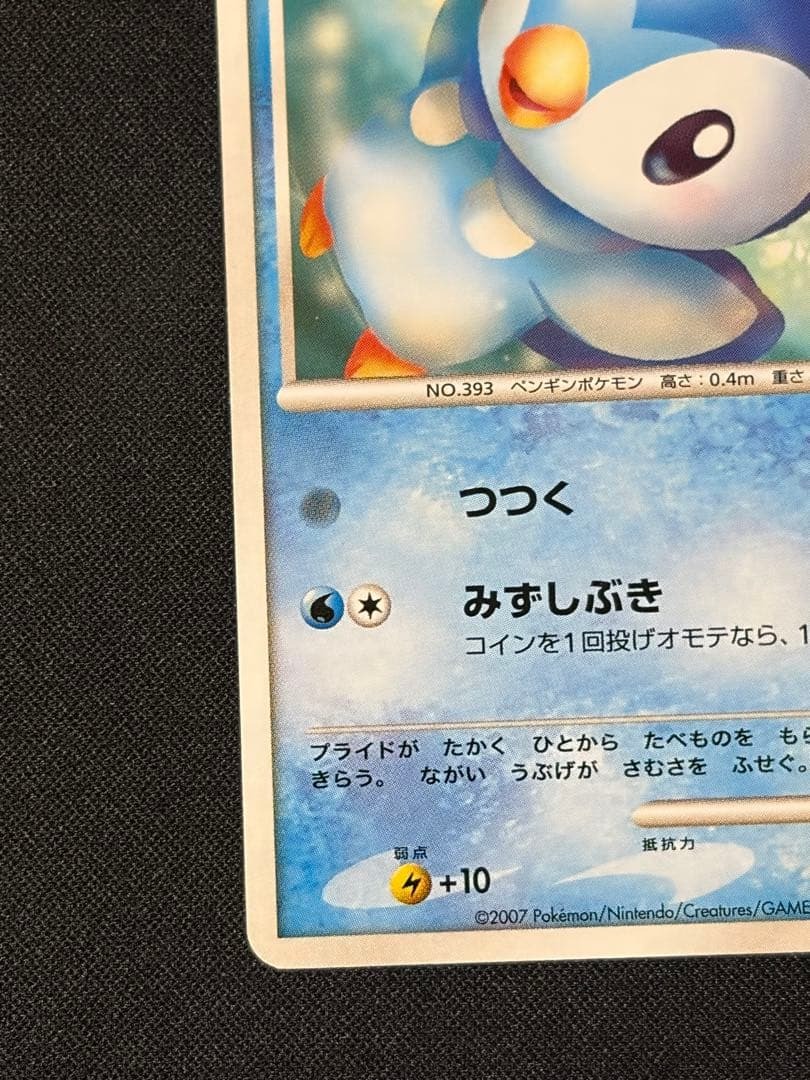 NO.393 ペンギンポケモン 高さ:0.4m 重さ
つつく
みずしぶき
コインを1回投げオモテなら、1
プライドが たかく ひとから たべものを もら
きらう。 ながい うぶげが さむさを ふせぐ。
抵抗力
弱点
+10
©2007 Pokémon/Nintendo/Creatures/GAME